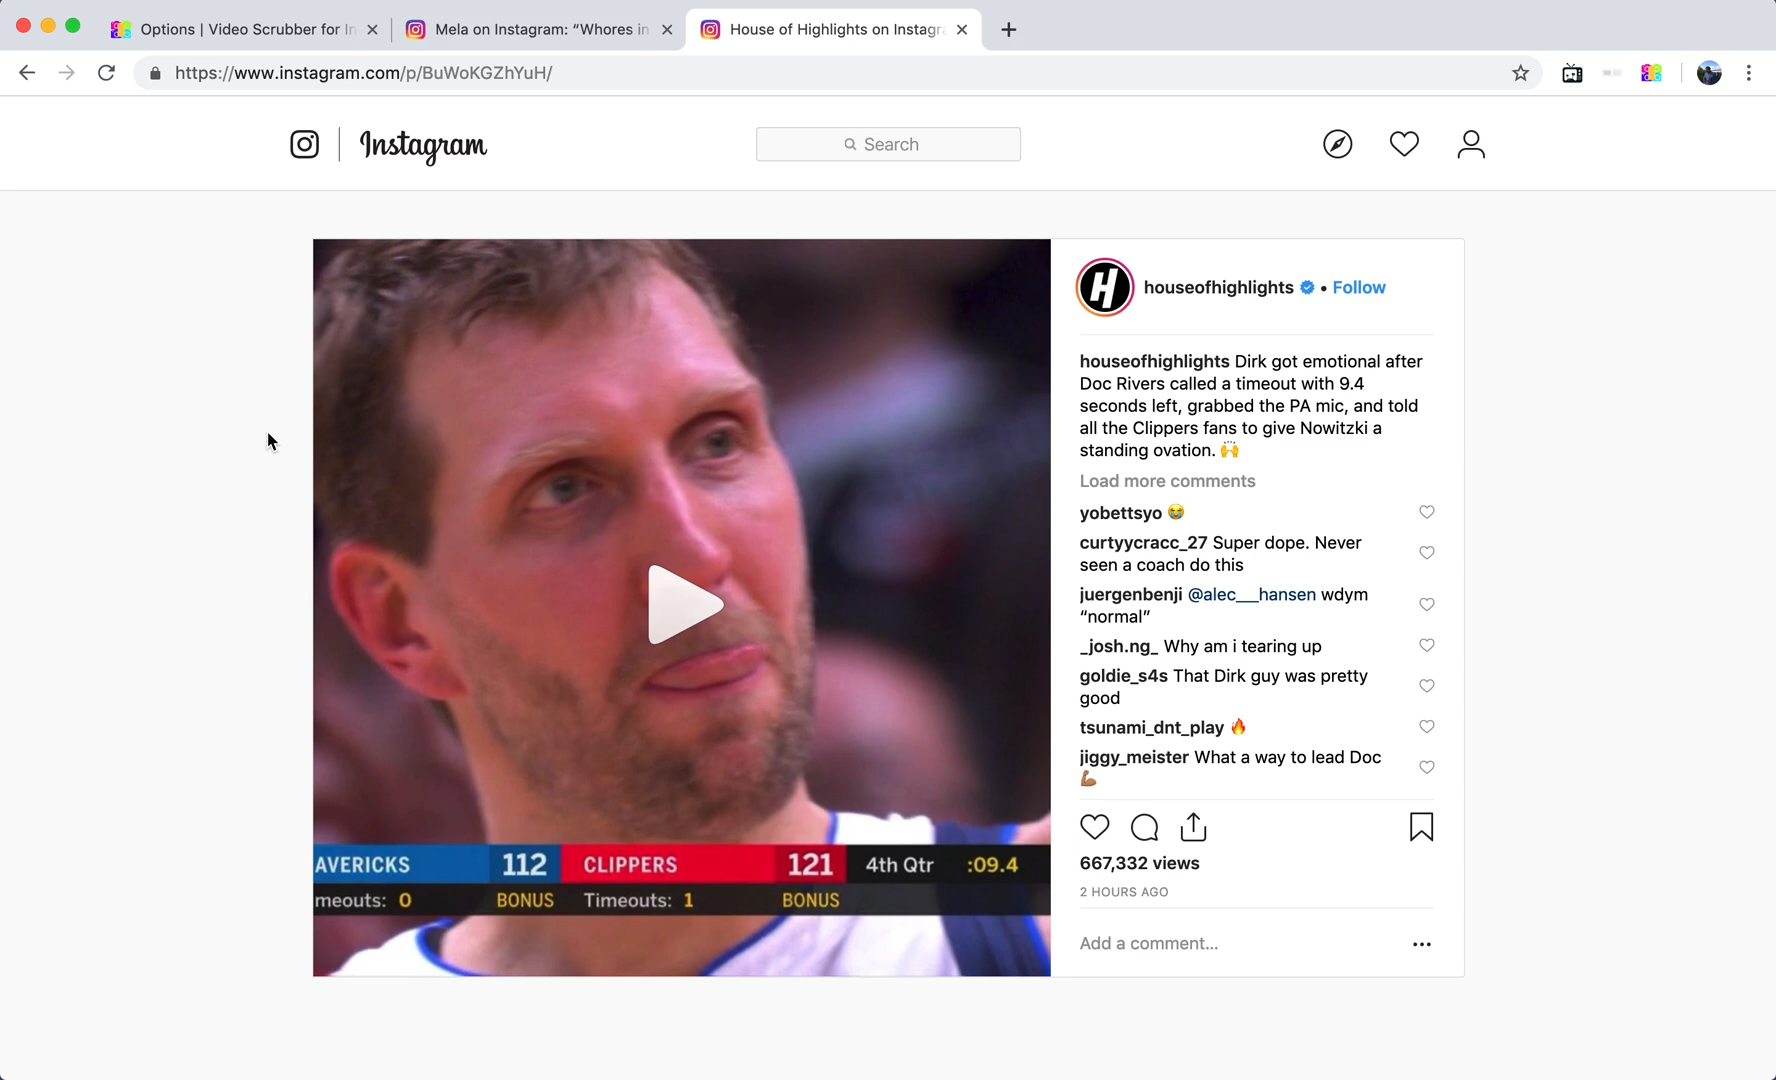 Options | Video Scrubber for In
Mela on Instagram: “Whores in
House of Highlights on Instagra
https://www.instagram.com/p/BuWoKGZhYuH/
Instagram
Search
houseofhighlights • Follow
houseofhighlights Dirk got emotional after
Doc Rivers called a timeout with 9.4
seconds left, grabbed the PA mic, and told
all the Clippers fans to give Nowitzki a
standing ovation. 🙌
Load more comments
yobettsyo 😭
curtyycracc_27 Super dope. Never
seen a coach do this
juergenbenji @alec__hansen wdym
“normal”
_josh.ng_ Why am i tearing up
goldie_s4s That Dirk guy was pretty
good
tsunami_dnt_play 🔥
jiggy_meister What a way to lead Doc
💪🏾
667,332 views
2 HOURS AGO
Add a comment...
AVERICKS 112 CLIPPERS 121 4th Qtr :09.4
meouts: 0 BONUS Timeouts: 1 BONUS